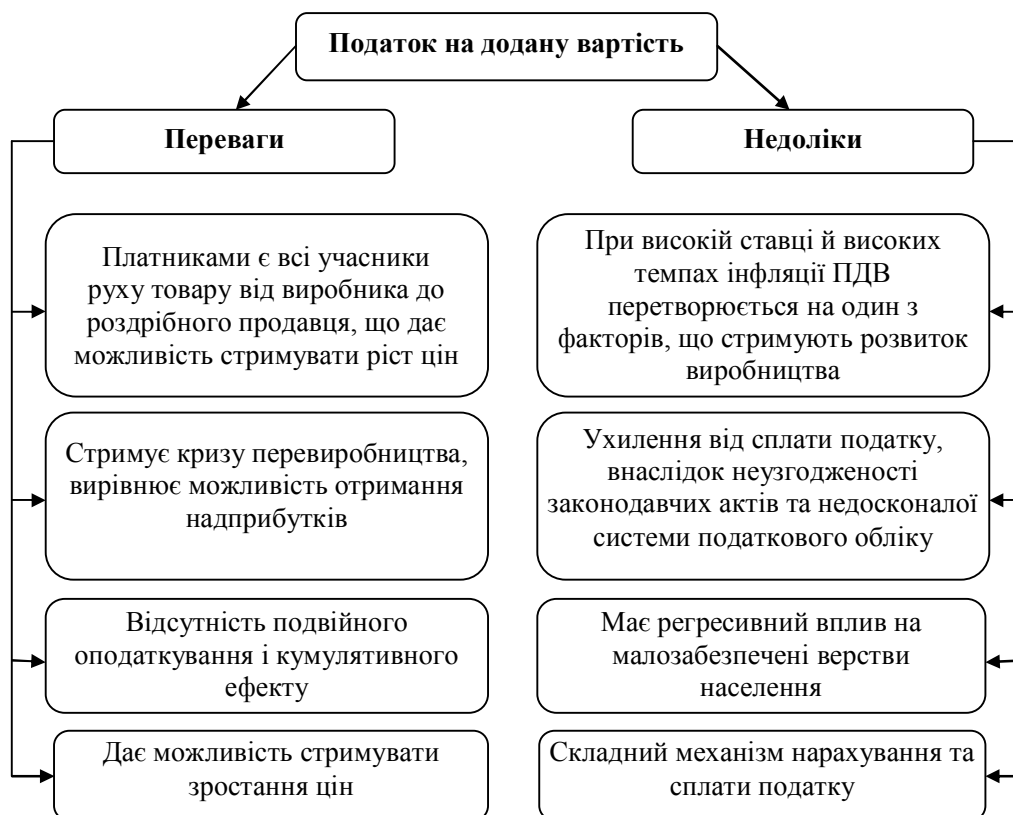 Податок на додану вартість
Переваги
Недоліки
Платниками є всі учасники
руху товару від виробника до
роздрібного продавця, що дає
можливість стримувати ріст цін
При високій ставці й високих
темпах інфляції ПДВ
перетворюється на один з
факторів, що стримують розвиток
виробництва
Стримує кризу перевиробництва,
вирівнює можливість отримання
надприбутків
Ухилення від сплати податку,
внаслідок неузгодженості
законодавчих актів та недосконалої
системи податкового обліку
Відсутність подвійного
оподаткування і кумулятивного
ефекту
Має регресивний вплив на
малозабезпечені верстви
населення
Дає можливість стримувати
зростання цін
Складний механізм нарахування та
сплати податку